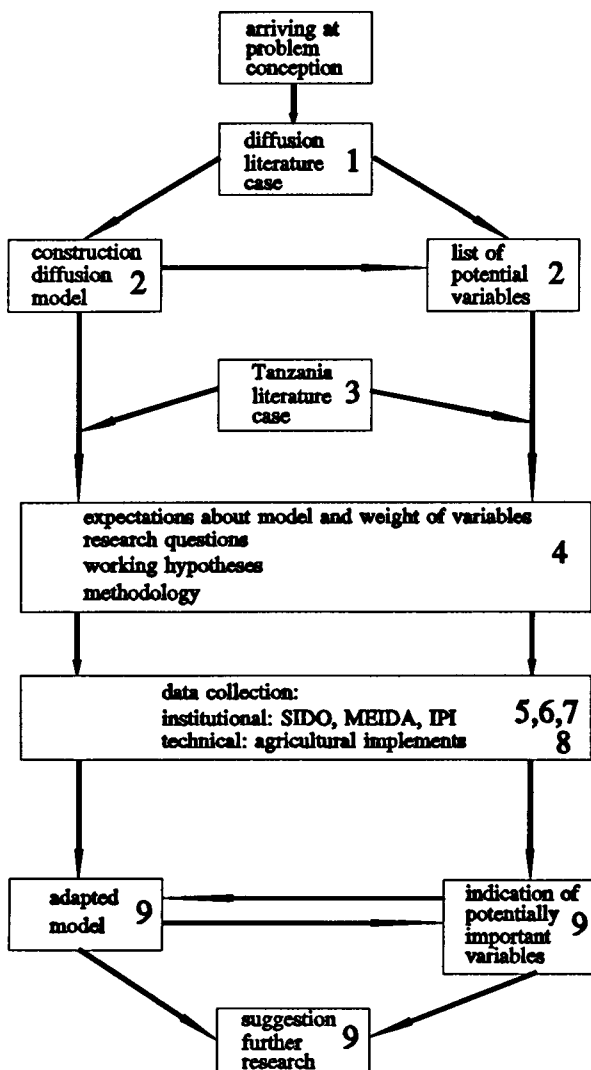 arriving at
problem
conception
diffusion
literature 1
case
construction
diffusion
model 2
list of
potential 2
variables
Tanzania
literature 3
case
expectations about model and weight of variables
research questions
working hypotheses 4
methodology
data collection:
institutional: SIDO, MEIDA, IPI 5,6,7
technical: agricultural implements 8
adapted
model 9
indication of
potentially
important 9
variables
suggestion
further 9
research